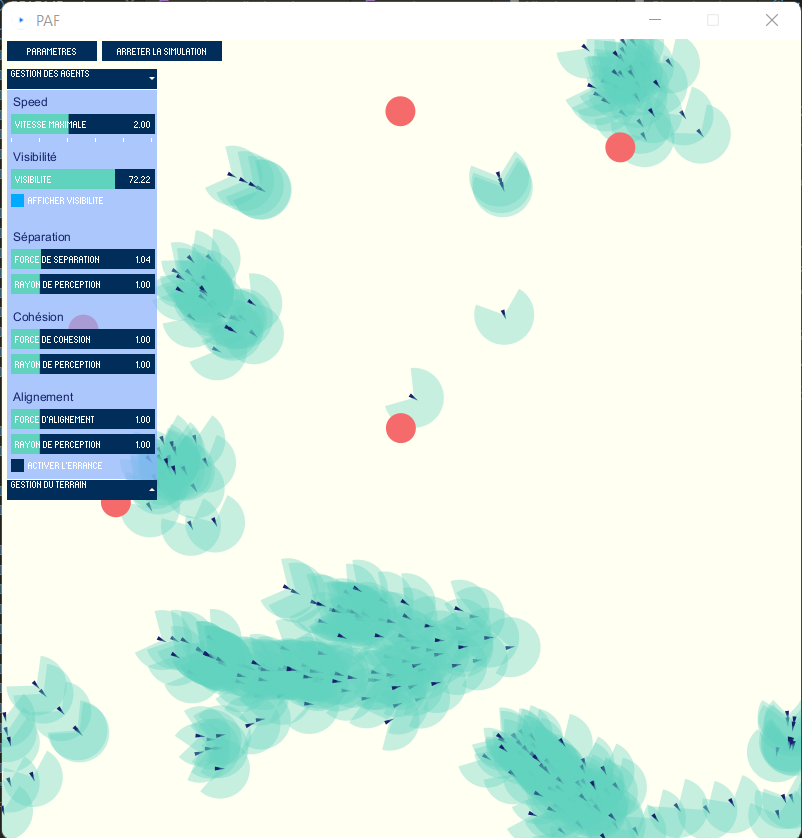 PAF
PARAMETRES
ARRETER LA SIMULATION
GESTION DES AGENTS
Speed
VITESSE MAXIMALE 2.00
Visibilité
VISIBILITE 72.22
AFFICHER VISIBILITE
Séparation
FORCE DE SEPARATION 1.04
RAYON DE PERCEPTION 1.00
Cohésion
FORCE DE COHESION 1.00
RAYON DE PERCEPTION 1.00
Alignement
FORCE D'ALIGNEMENT 1.00
RAYON DE PERCEPTION 1.00
ACTIVER L'ERRANCE
GESTION DU TERRAIN